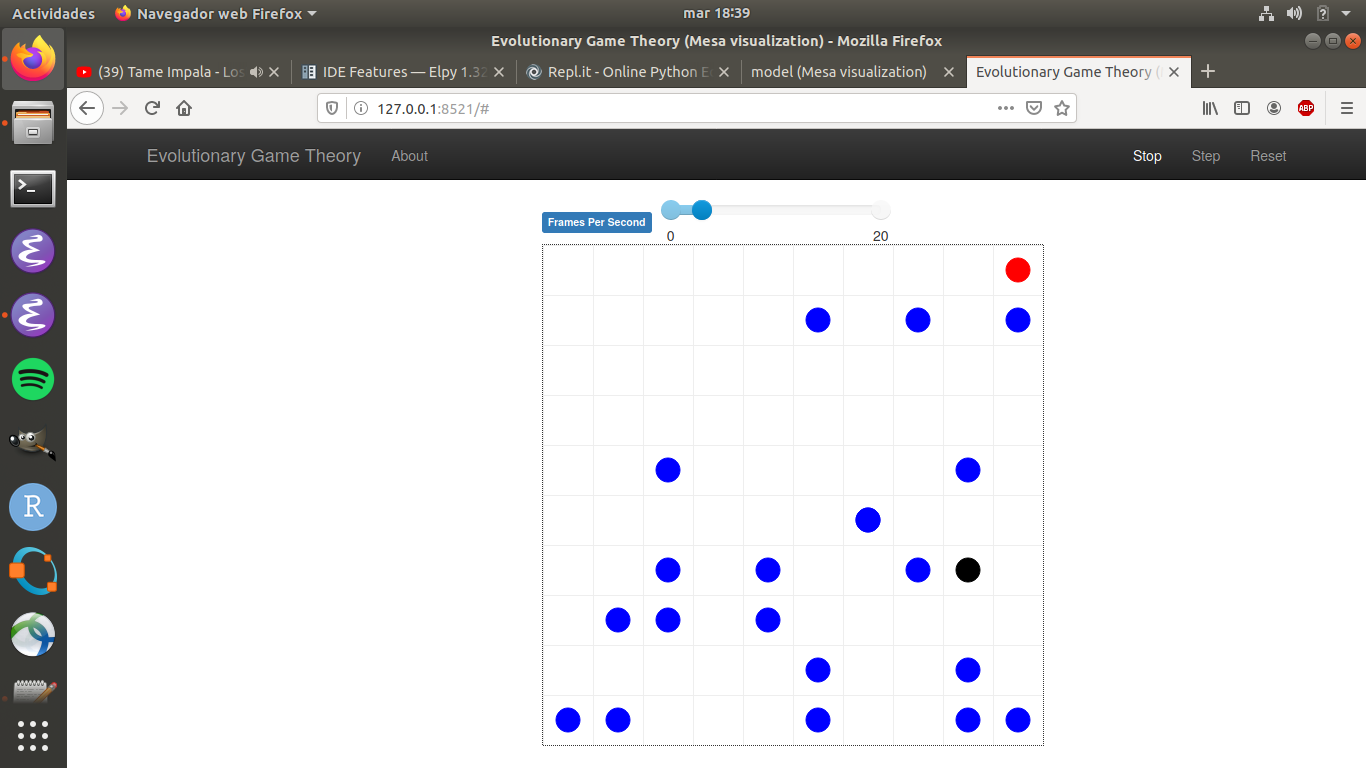 Actividades Navegador web Firefox mar 18:39
Evolutionary Game Theory (Mesa visualization) - Mozilla Firefox
(39) Tame Impala - Los IDE Features — Elpy 1.32 Repl.it - Online Python E model (Mesa visualization) Evolutionary Game Theory (
127.0.0.1:8521/# ABP
Evolutionary Game Theory About Stop Step Reset
Frames Per Second
0 20
R